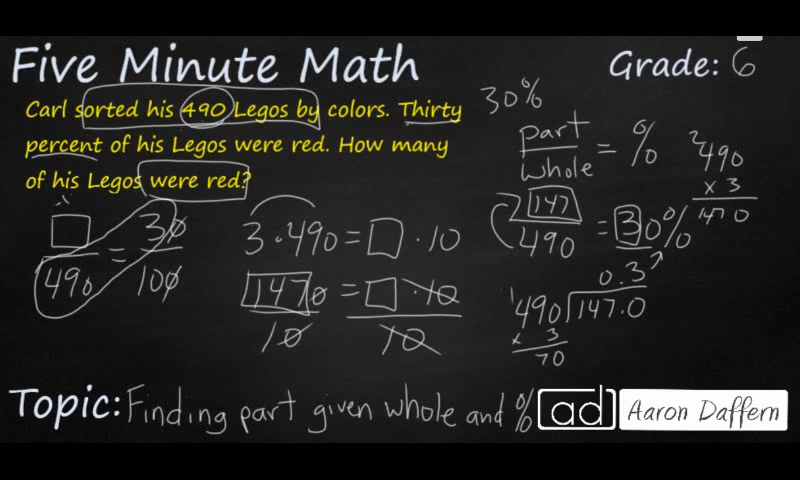 Five Minute Math
Grade: 6
Carl sorted his 490 Legos by colors. Thirty
percent of his Legos were red. How many
of his Legos were red?
30%
part
whole
= %
2
490
x 3
1470
□
490
=
30
100
3 · 490 = □ · 10
1470 = □ · 10
10 10
147
490
= 30%
0.3
490 147.0
1
x 3
70
Topic: Finding part given whole and %
ad Aaron Daffern